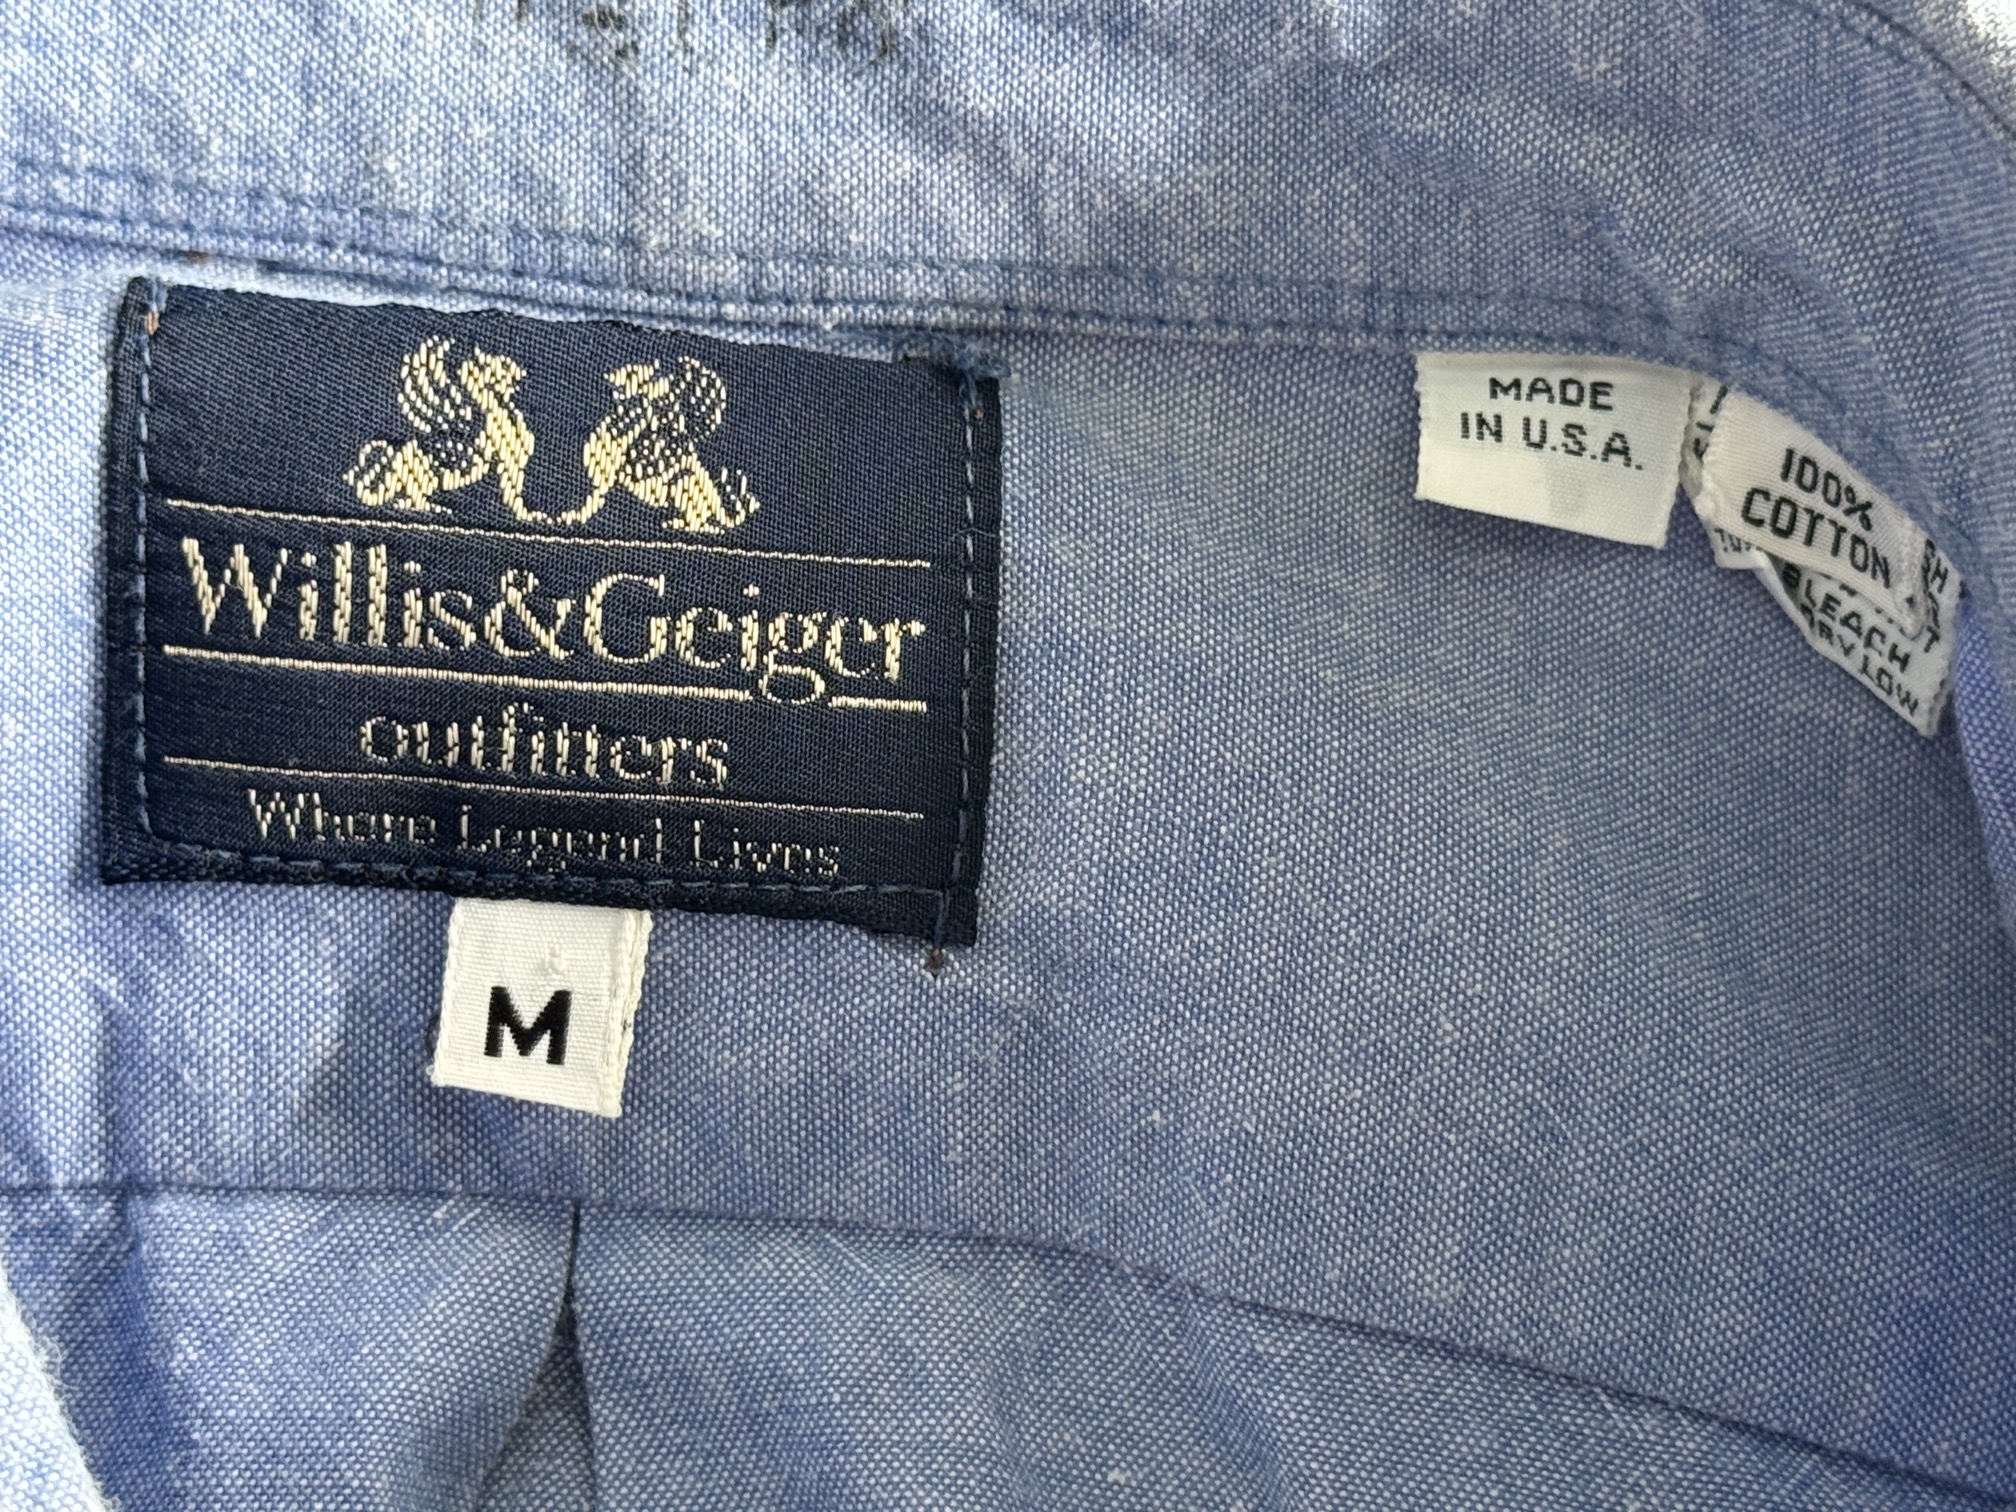 Willis&Geiger
outfitters
Where Legend Lives
M
MADE
IN U.S.A.
100%
COTTON
BLEACH
DRY LOW